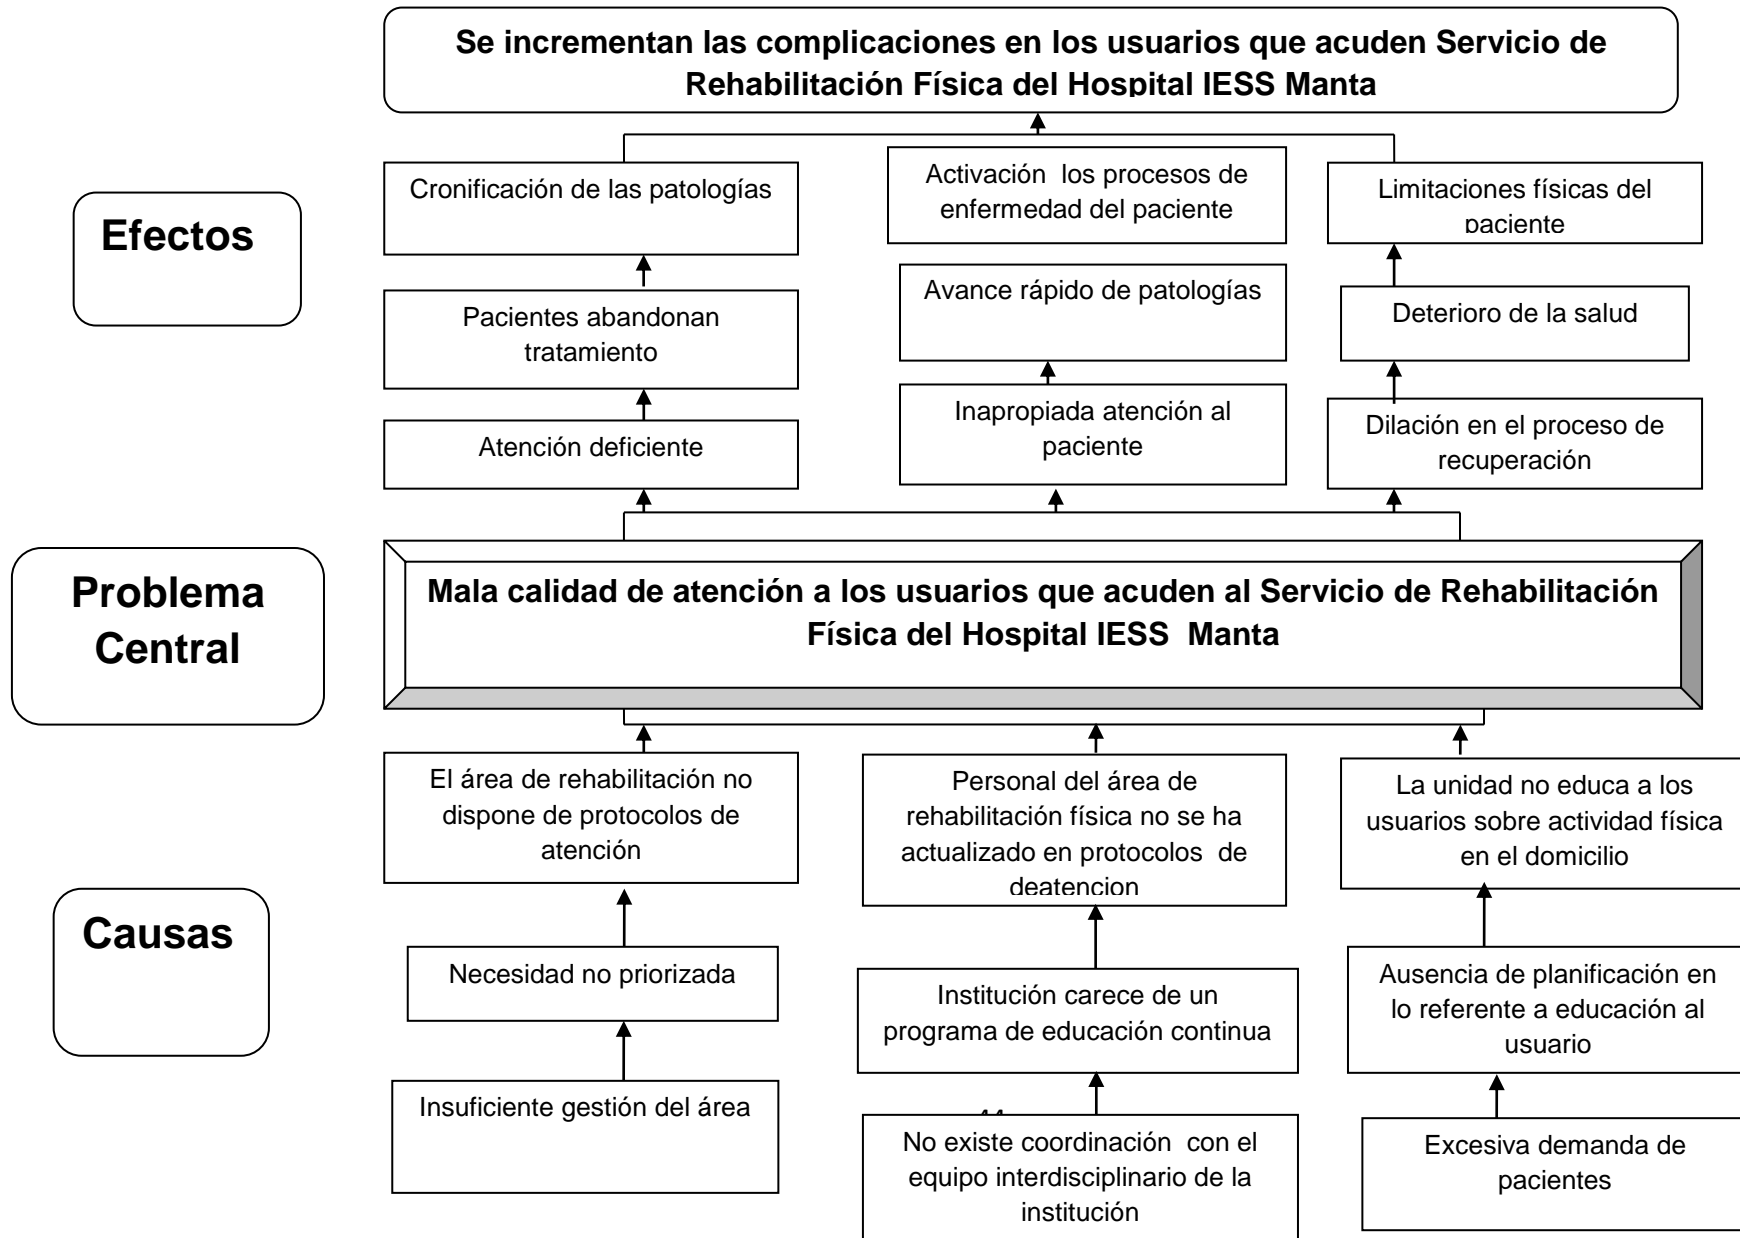 Se incrementan las complicaciones en los usuarios que acuden Servicio de
Rehabilitación Física del Hospital IESS Manta
Efectos
Cronificación de las patologías
Activación los procesos de
enfermedad del paciente
Limitaciones físicas del
paciente
Pacientes abandonan
tratamiento
Avance rápido de patologías
Deterioro de la salud
Atención deficiente
Inapropiada atención al
paciente
Dilación en el proceso de
recuperación
Problema
Central
Mala calidad de atención a los usuarios que acuden al Servicio de Rehabilitación
Física del Hospital IESS Manta
Causas
El área de rehabilitación no
dispone de protocolos de
atención
Personal del área de
rehabilitación física no se ha
actualizado en protocolos de
deatencion
La unidad no educa a los
usuarios sobre actividad física
en el domicilio
Necesidad no priorizada
Institución carece de un
programa de educación continua
Ausencia de planificación en
lo referente a educación al
usuario
Insuficiente gestión del área
No existe coordinación con el
equipo interdisciplinario de la
institución
Excesiva demanda de
pacientes